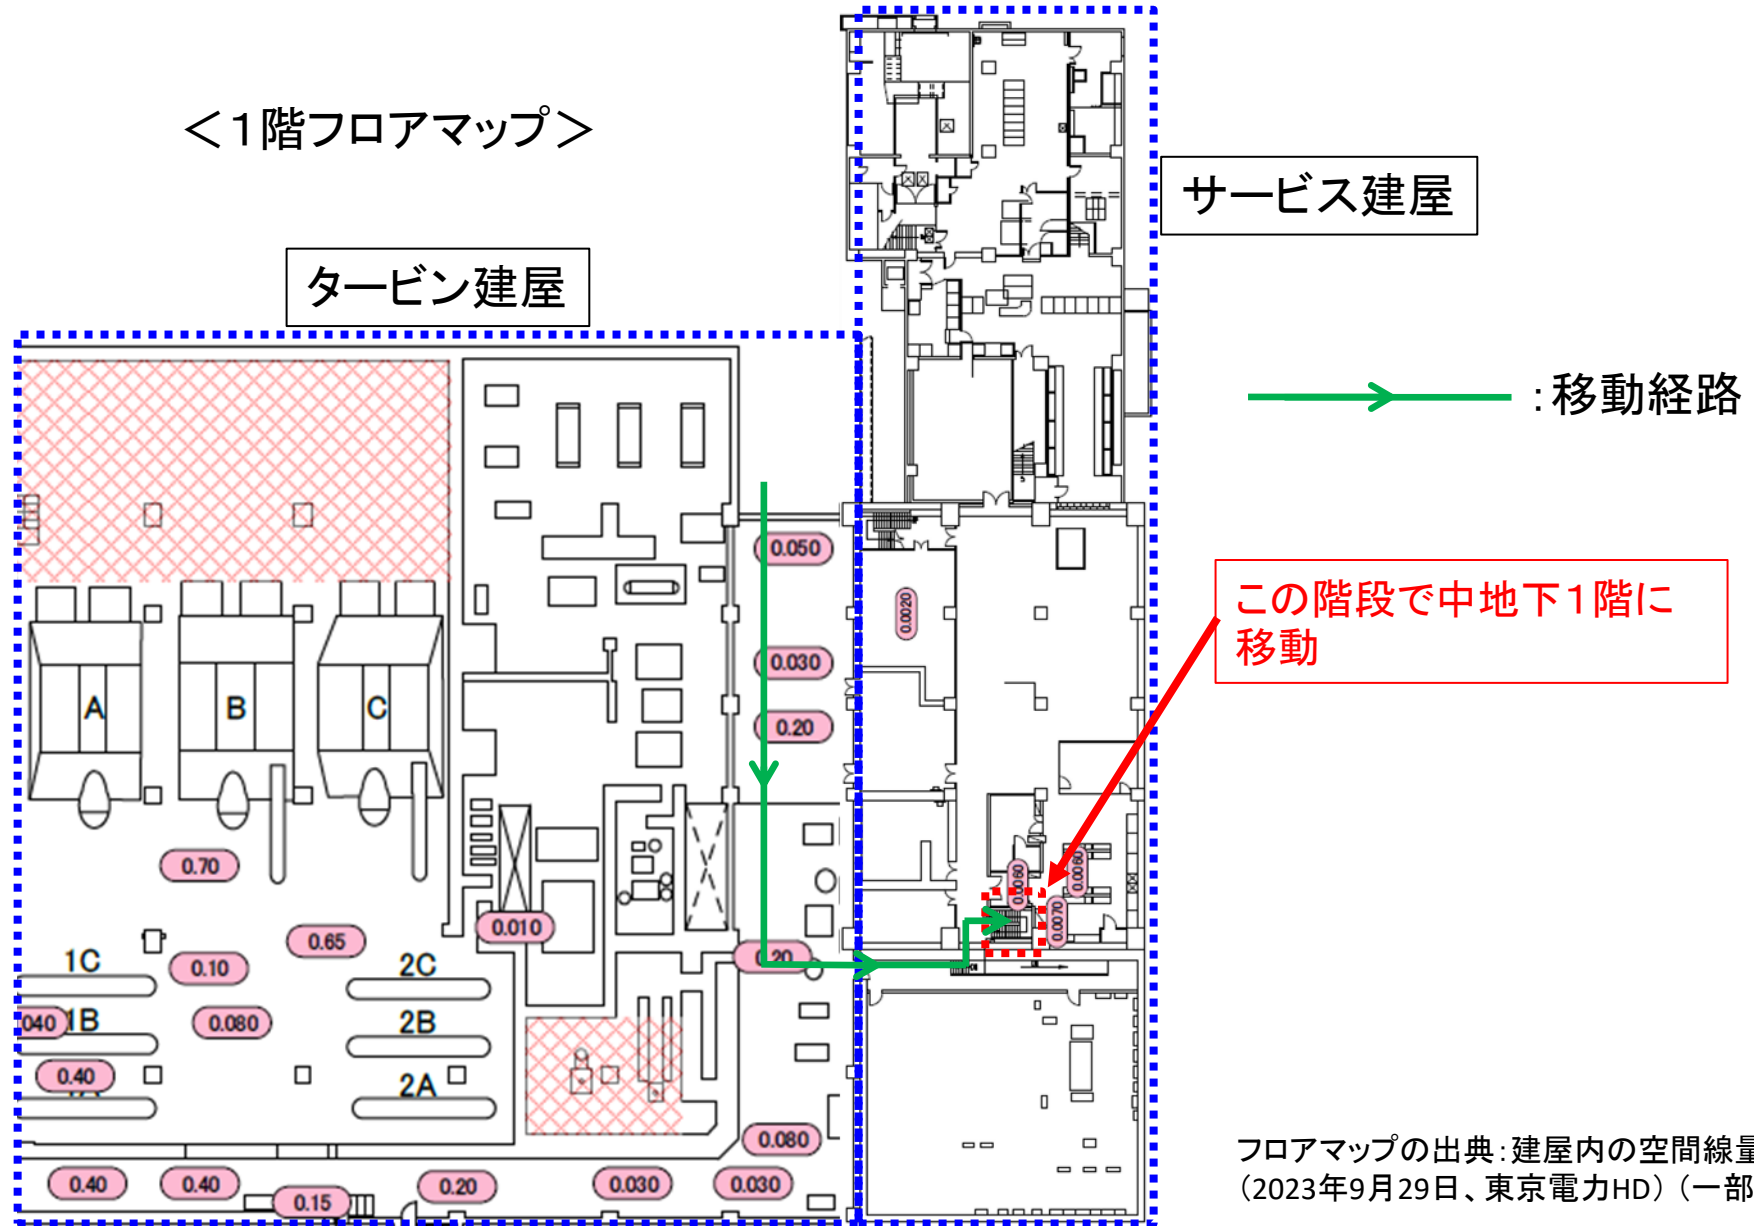 ＜１階フロアマップ＞
サービス建屋
タービン建屋
：移動経路
0.050
この階段で中地下１階に
移動
0.0020
0.030
0.20
A
B
C
0.70
0.0060
0.0060
0.0070
0.010
0.65
0.20
1C
0.10
2C
040
1B
0.080
2B
0.40
2A
0.080
フロアマップの出典：建屋内の空間線量
（2023年9月29日、東京電力HD）（一部
0.40
0.40
0.15
0.20
0.030
0.030